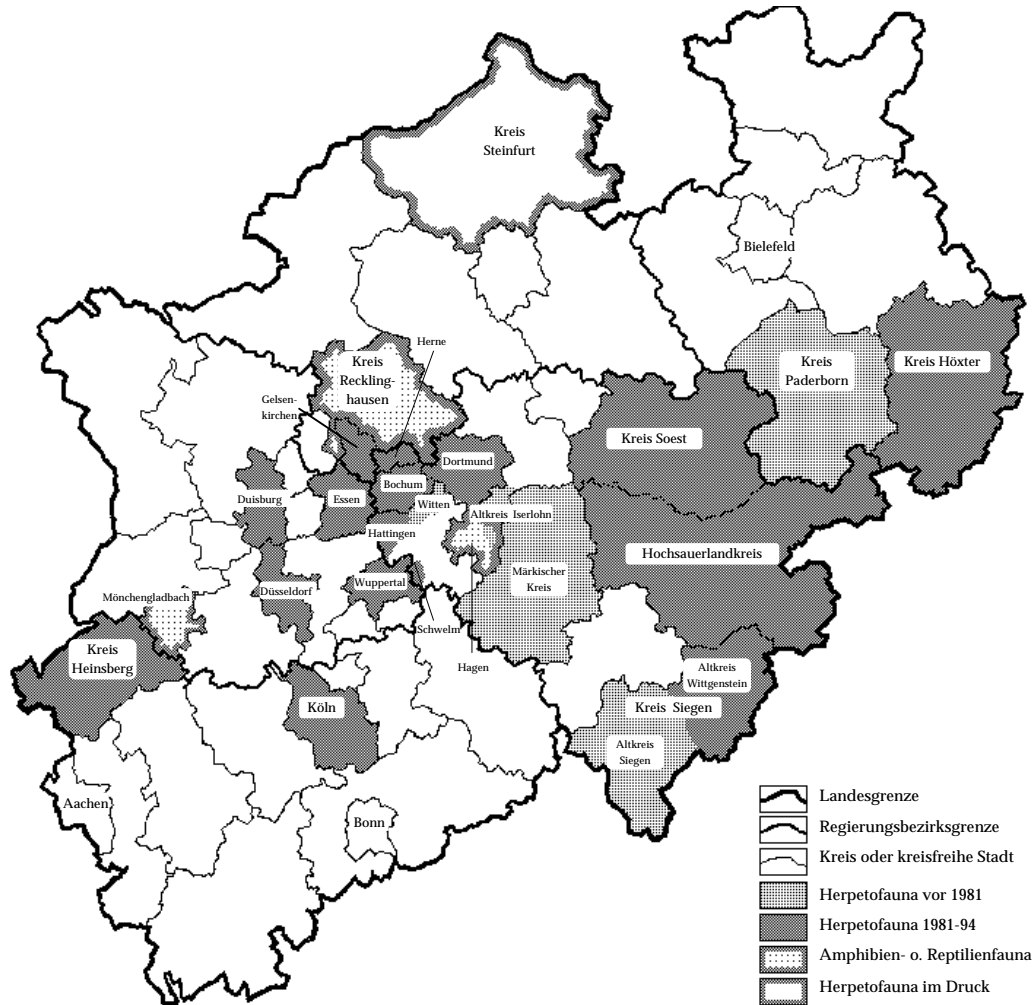 Kreis
Steinfurt
Bielefeld
Herne
Kreis
Reckling-
hausen
Kreis
Paderborn
Kreis Höxter
Gelsen-
kirchen
Kreis Soest
Dortmund
Duisburg
Essen
Bochum
Witten
Altkreis Iserlohn
Hattingen
Hochsauerlandkreis
Märkischer
Kreis
Wuppertal
Düsseldorf
Mönchengladbach
Schwelm
Kreis
Heinsberg
Hagen
Altkreis
Wittgenstein
Köln
Kreis Siegen
Altkreis
Siegen
Aachen
Bonn
Landesgrenze
Regierungsbezirksgrenze
Kreis oder kreisfreihe Stadt
Herpetofauna vor 1981
Herpetofauna 1981-94
Amphibien- o. Reptilienfauna
Herpetofauna im Druck